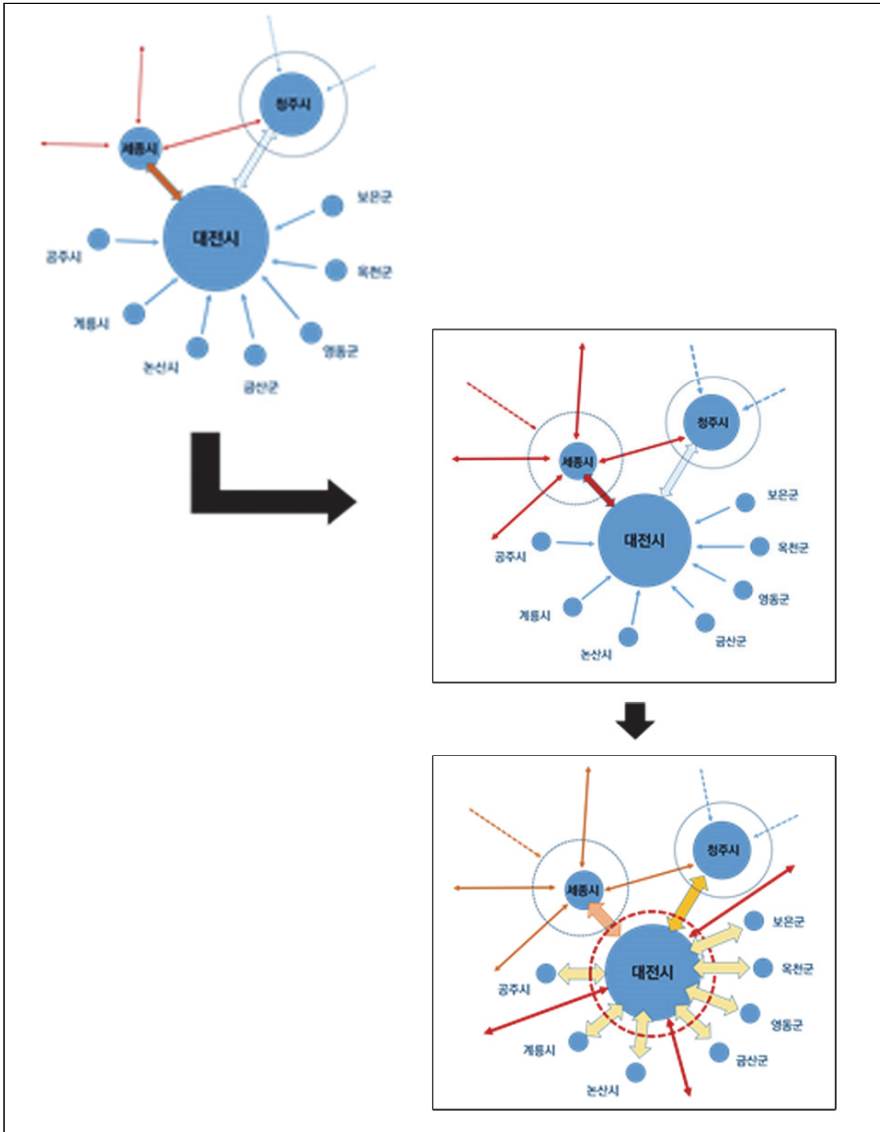 청주시
세종시
보은군
대전시
공주시
옥천군
계룡시
영동군
논산시
금산군
청주시
세종시
보은군
대전시
옥천군
공주시
영동군
계룡시
금산군
논산시
청주시
세종시
보은군
대전시
옥천군
공주시
영동군
계룡시
금산군
논산시